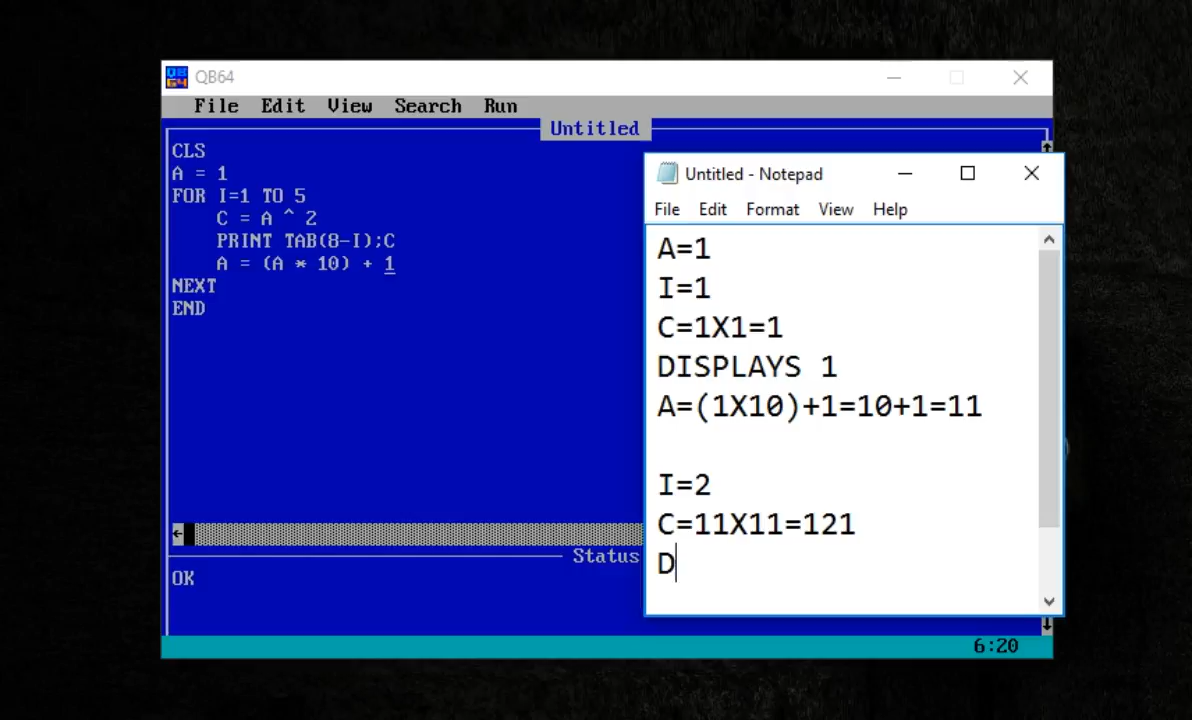 QB64
File Edit View Search Run
Untitled
CLS
A = 1
FOR I=1 TO 5
    C = A ^ 2
    PRINT TAB(8-I);C
    A = (A * 10) + 1
NEXT
END
Status
OK
6:20
Untitled - Notepad
File Edit Format View Help
A=1
I=1
C=1X1=1
DISPLAYS 1
A=(1X10)+1=10+1=11

I=2
C=11X11=121
D